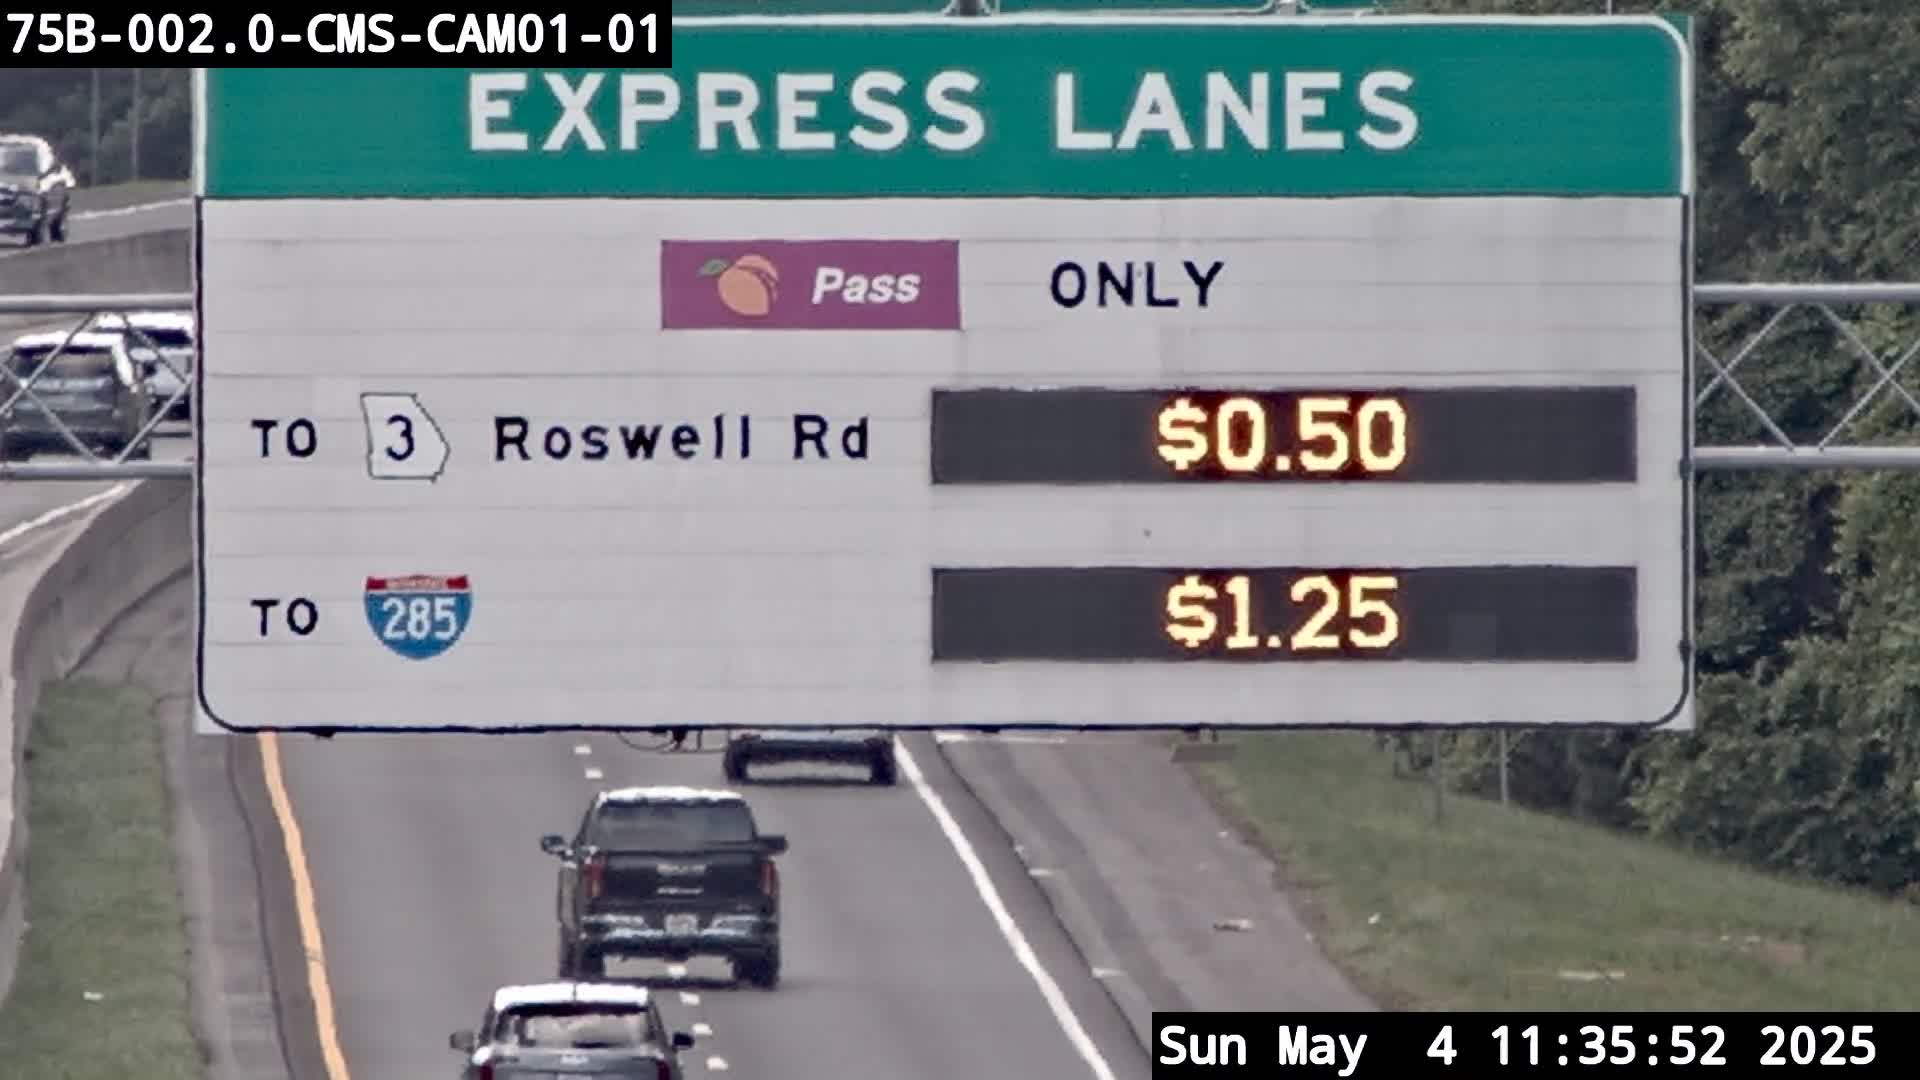 75B-002.0-CMS-CAM01-01
EXPRESS LANES
Pass ONLY
TO 3 Roswell Rd $0.50
TO 285 $1.25
Sun May 4 11:35:52 2025